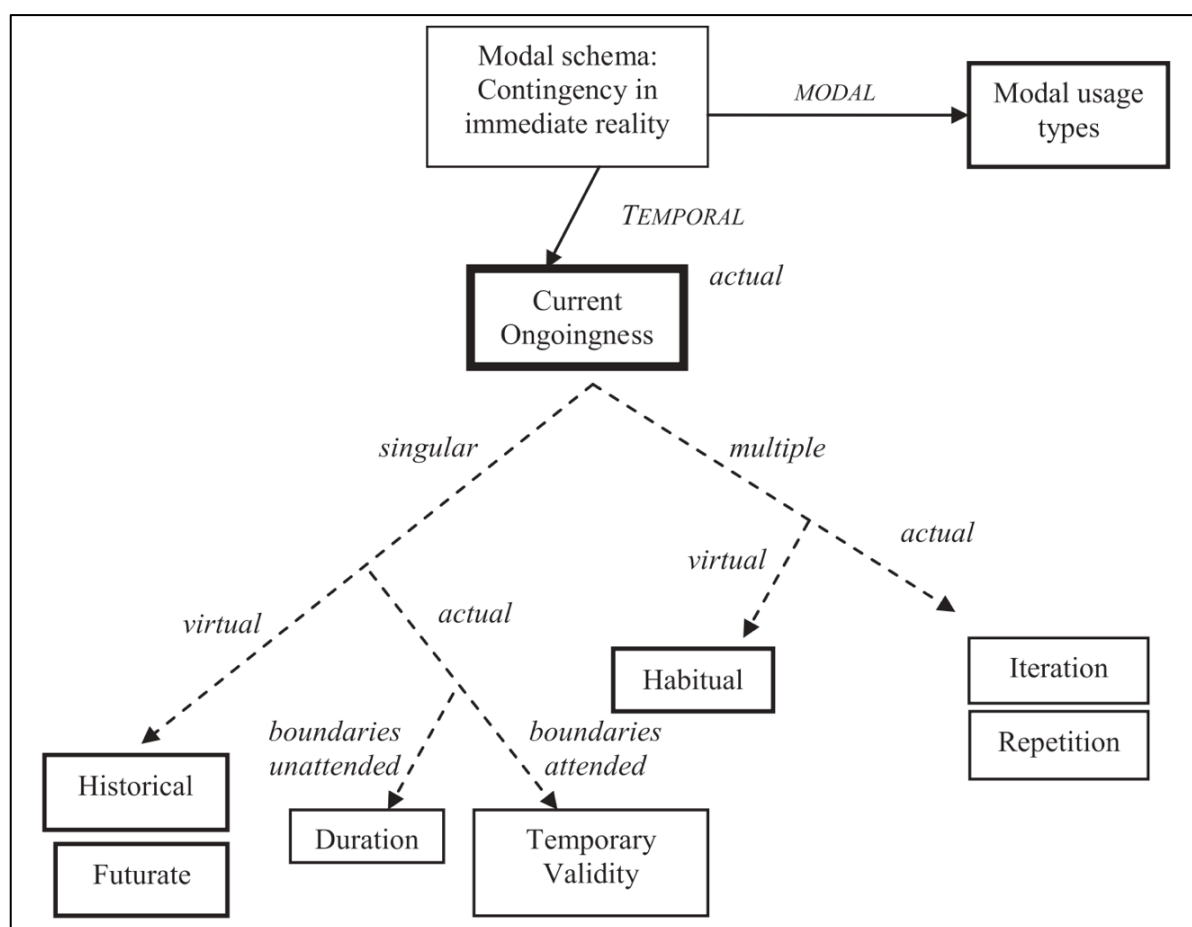 Modal schema:
Contingency in
immediate reality
MODAL
Modal usage
types
TEMPORAL
Current
Ongoingness
actual
singular
multiple
virtual
actual
virtual
actual
boundaries
unattended
boundaries
attended
Habitual
Iteration
Repetition
Historical
Futurate
Duration
Temporary
Validity